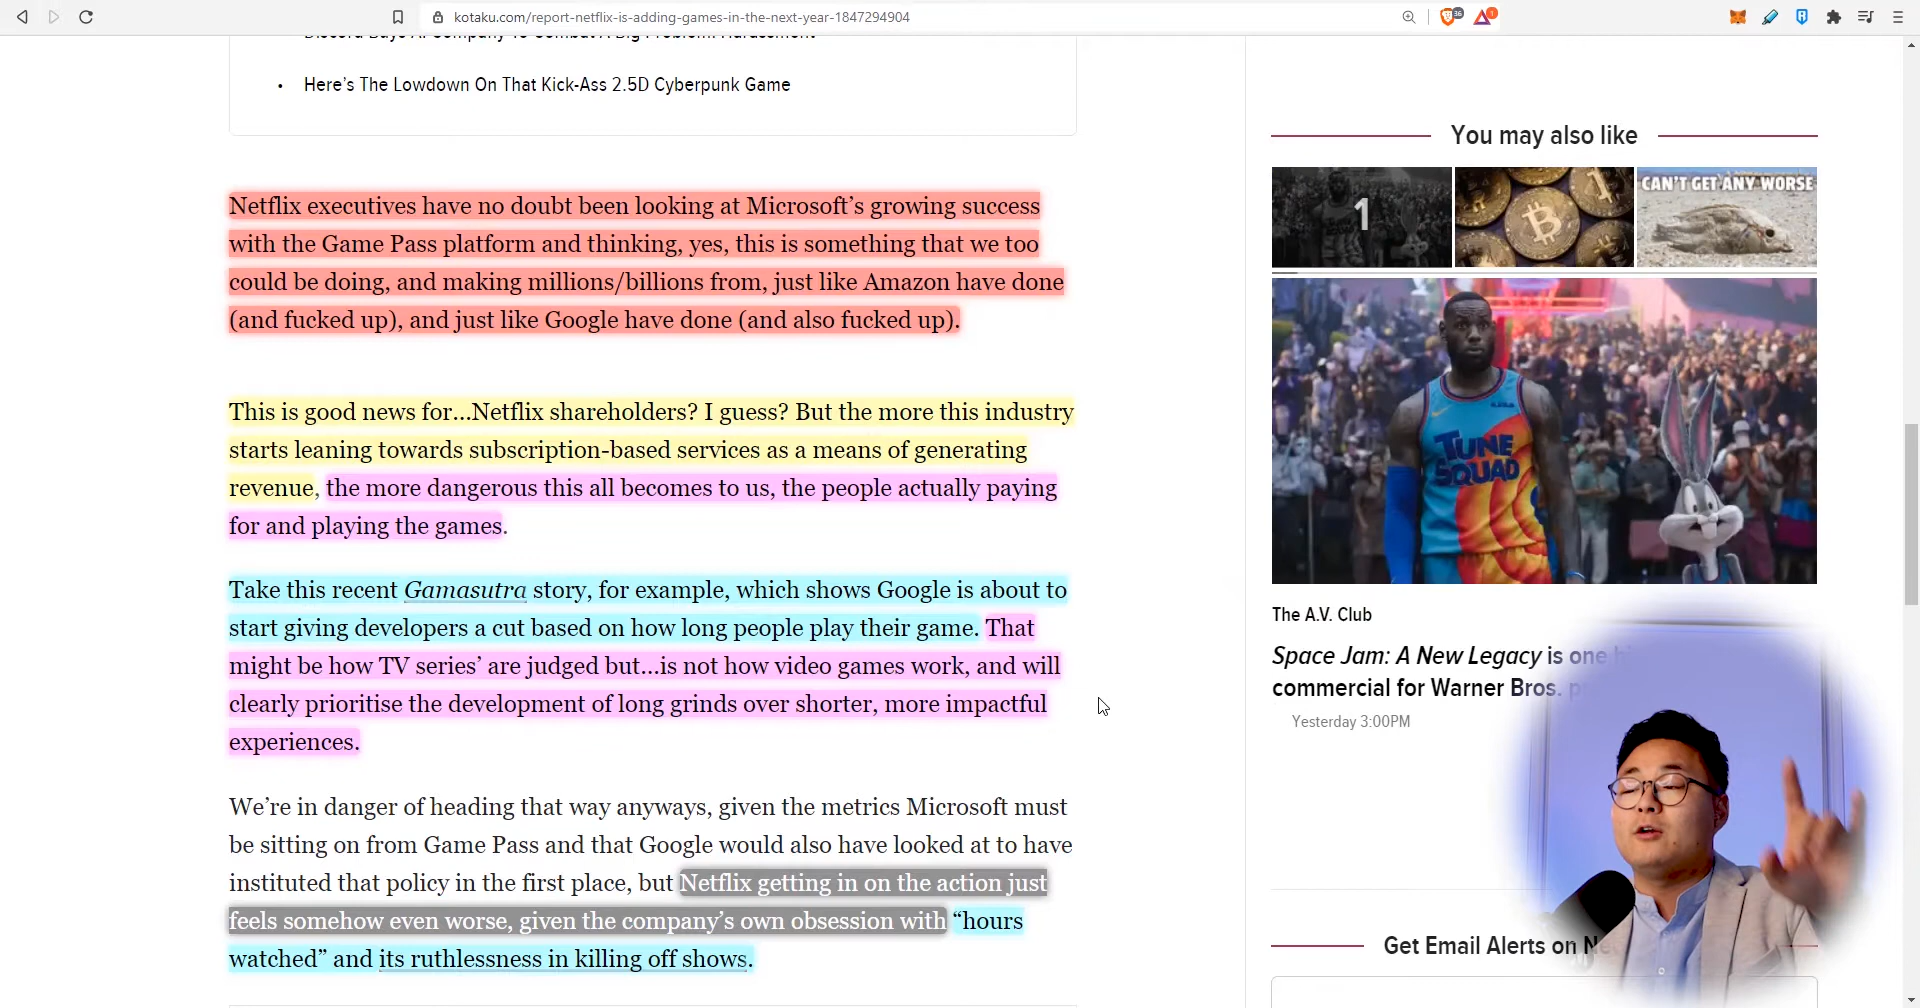 kotaku.com/report-netflix-is-adding-games-in-the-next-year-1847294904
36
1
• Here’s The Lowdown On That Kick-Ass 2.5D Cyberpunk Game
Netflix executives have no doubt been looking at Microsoft’s growing success
with the Game Pass platform and thinking, yes, this is something that we too
could be doing, and making millions/billions from, just like Amazon have done
(and fucked up), and just like Google have done (and also fucked up).
This is good news for...Netflix shareholders? I guess? But the more this industry
starts leaning towards subscription-based services as a means of generating
revenue, the more dangerous this all becomes to us, the people actually paying
for and playing the games.
Take this recent Gamasutra story, for example, which shows Google is about to
start giving developers a cut based on how long people play their game. That
might be how TV series’ are judged but...is not how video games work, and will
clearly prioritise the development of long grinds over shorter, more impactful
experiences.
We’re in danger of heading that way anyways, given the metrics Microsoft must
be sitting on from Game Pass and that Google would also have looked at to have
instituted that policy in the first place, but Netflix getting in on the action just
feels somehow even worse, given the company’s own obsession with “hours
watched” and its ruthlessness in killing off shows.
You may also like
1
CAN'T GET ANY WORSE
TUNE
SQUAD
The A.V. Club
Space Jam: A New Legacy is one
commercial for Warner Bros.
Yesterday 3:00PM
Get Email Alerts on